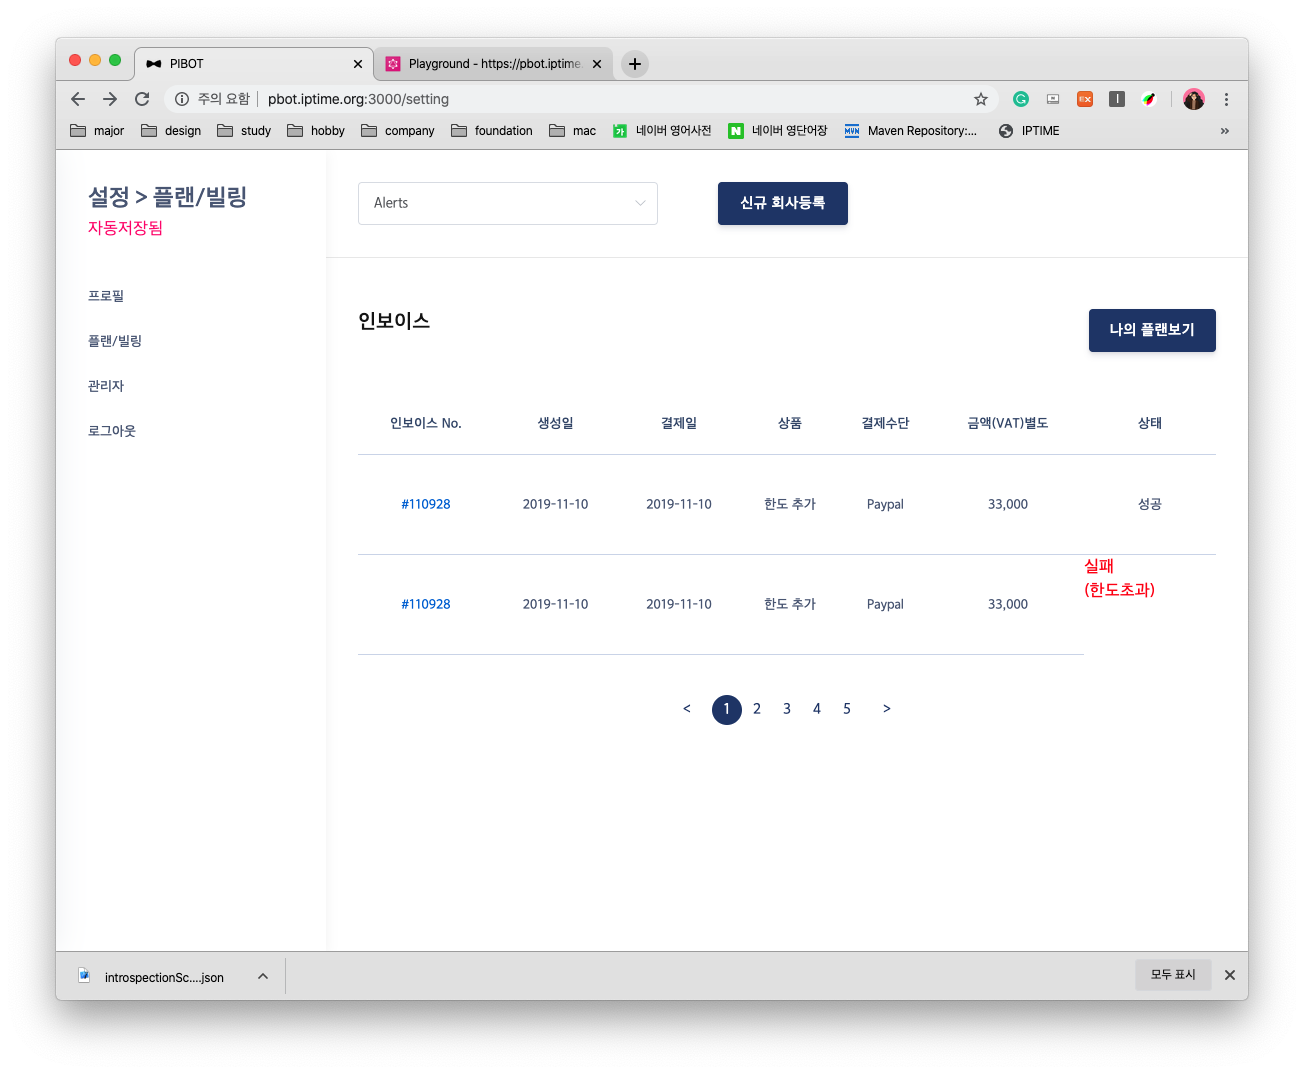 PIBOT
Playground - https://pbot.iptime.
주의 요함
pbot.iptime.org:3000/setting
major
design
study
hobby
company
foundation
mac
네이버 영어사전
네이버 영단어장
Maven Repository:...
IPTIME
설정 > 플랜/빌링
자동저장됨
프로필
플랜/빌링
관리자
로그아웃
Alerts
신규 회사등록
인보이스
나의 플랜보기
인보이스 No. 생성일 결제일 상품 결제수단 금액(VAT)별도 상태
#110928 2019-11-10 2019-11-10 한도 추가 Paypal 33,000 성공
#110928 2019-11-10 2019-11-10 한도 추가 Paypal 33,000 실패
(한도초과)
< 1 2 3 4 5 >
introspectionSc....json
모두 표시